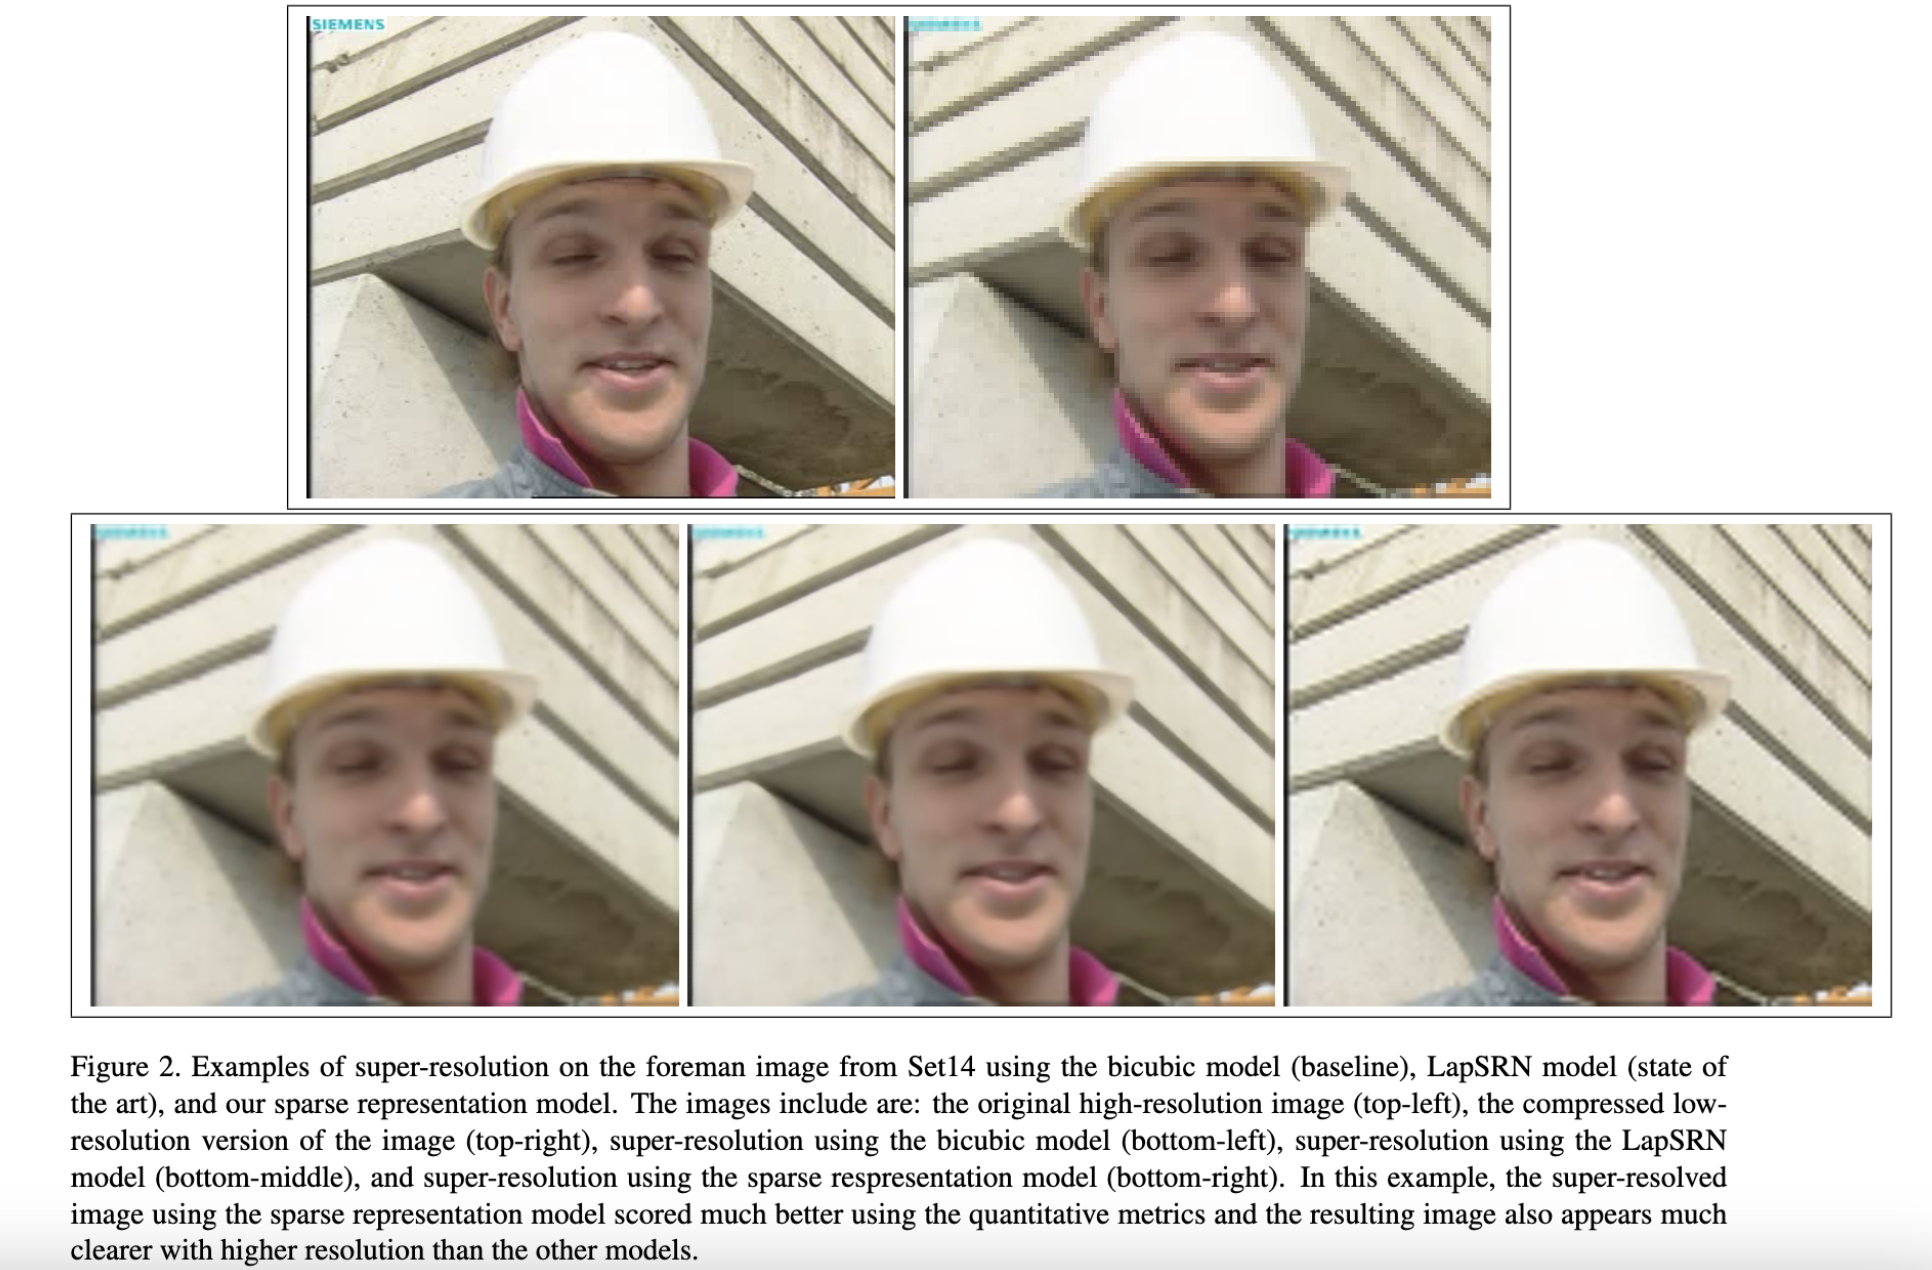 SIEMENS
Figure 2. Examples of super-resolution on the foreman image from Set14 using the bicubic model (baseline), LapSRN model (state of
the art), and our sparse representation model. The images include are: the original high-resolution image (top-left), the compressed low-
resolution version of the image (top-right), super-resolution using the bicubic model (bottom-left), super-resolution using the LapSRN
model (bottom-middle), and super-resolution using the sparse respresentation model (bottom-right). In this example, the super-resolved
image using the sparse representation model scored much better using the quantitative metrics and the resulting image also appears much
clearer with higher resolution than the other models.